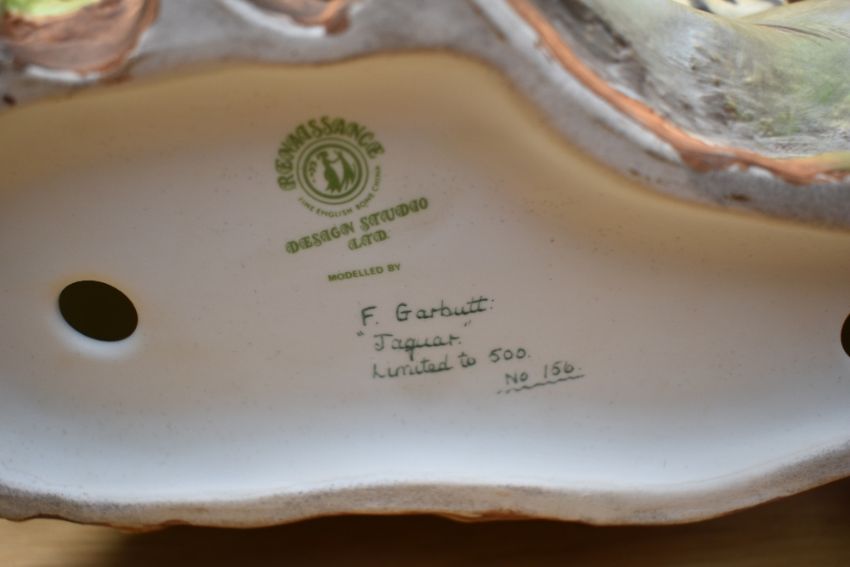 RENAISSANCE
FINE ENGLISH BONE CHINA
DESIGN STUDIO
LTD.
MODELLED BY
F. Garbutt:
"Jaguar."
Limited to 500.
No 156.